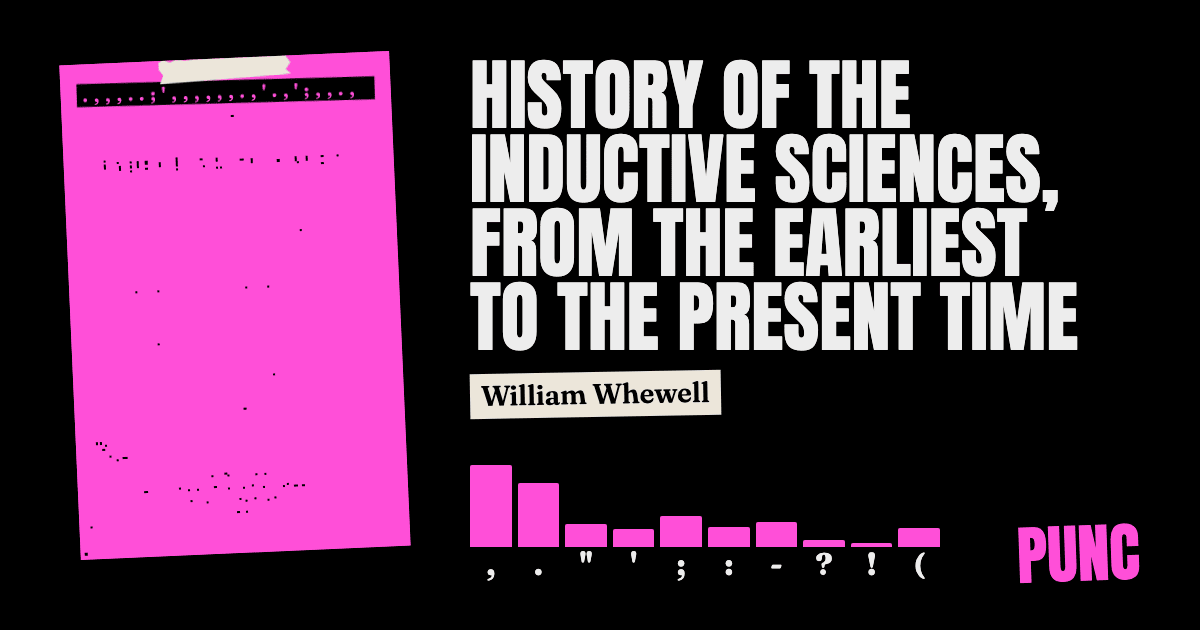 .,,,..;',,,,,,.,'.,';,,.,
HISTORY OF THE
INDUCTIVE SCIENCES,
FROM THE EARLIEST
TO THE PRESENT TIME
William Whewell
, . " ' ; : - ? ! (
PUNC